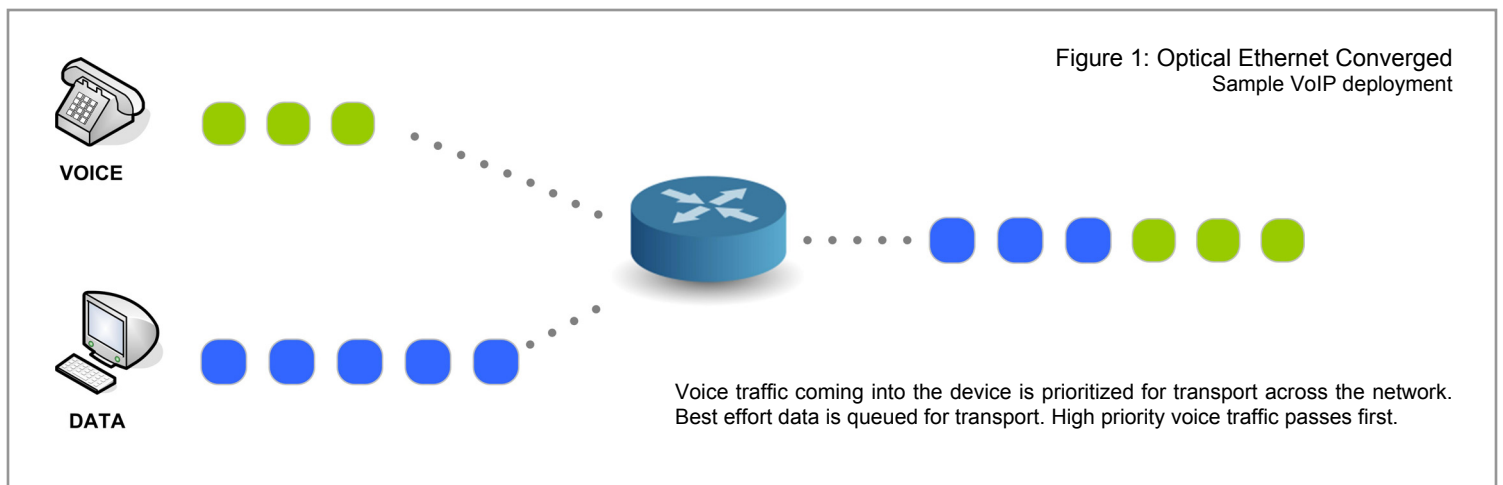 Figure 1: Optical Ethernet Converged
Sample VoIP deployment
VOICE
DATA
Voice traffic coming into the device is prioritized for transport across the network.
Best effort data is queued for transport. High priority voice traffic passes first.